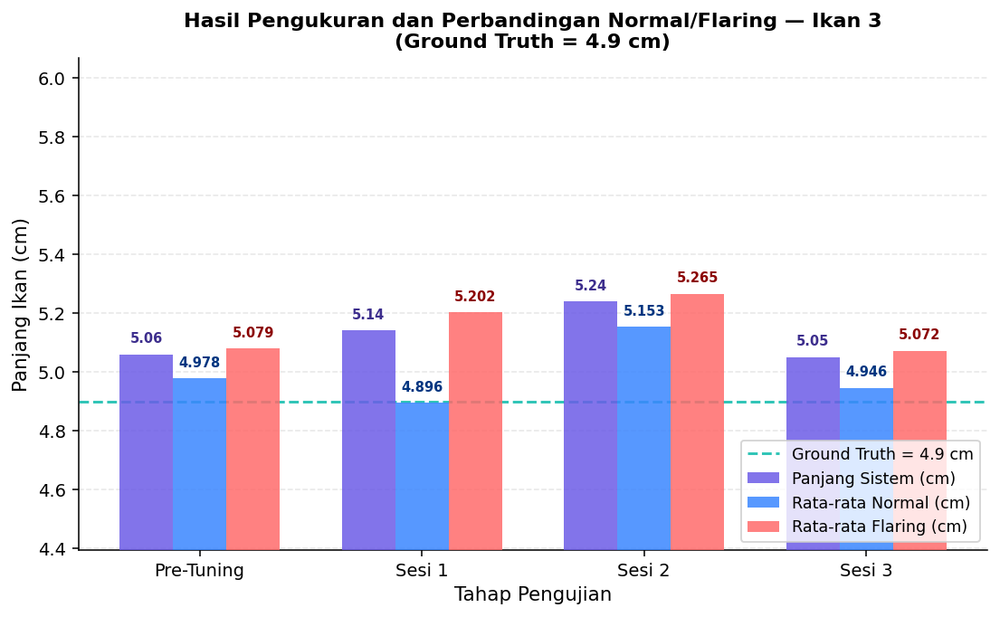 Hasil Pengukuran dan Perbandingan Normal/Flaring — Ikan 3
(Ground Truth = 4.9 cm)
Panjang Ikan (cm)
6.0
5.8
5.6
5.4
5.2
5.0
4.8
4.6
4.4
5.06
4.978
5.079
5.14
4.896
5.202
5.24
5.153
5.265
5.05
4.946
5.072
Ground Truth = 4.9 cm
Panjang Sistem (cm)
Rata-rata Normal (cm)
Rata-rata Flaring (cm)
Pre-Tuning
Sesi 1
Sesi 2
Sesi 3
Tahap Pengujian